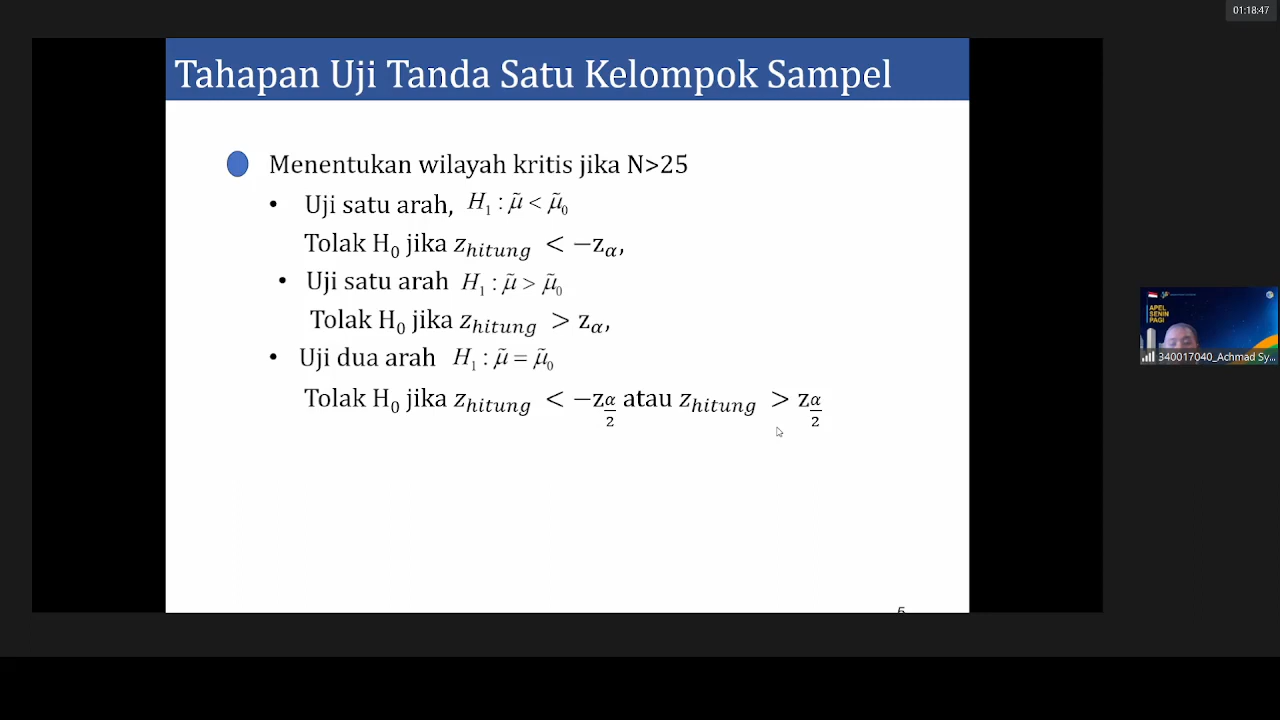 01:18:47
Tahapan Uji Tanda Satu Kelompok Sampel
Menentukan wilayah kritis jika N>25
• Uji satu arah, H₁ : μ̃ < μ̃₀
Tolak H₀ jika z_hitung < −z_α,
• Uji satu arah H₁ : μ̃ > μ̃₀
Tolak H₀ jika z_hitung > z_α,
• Uji dua arah H₁ : μ̃ = μ̃₀
Tolak H₀ jika z_hitung < −z_α/2 atau z_hitung > z_α/2
APEL
SENIN
PAGI
340017040_Achmad Sy...